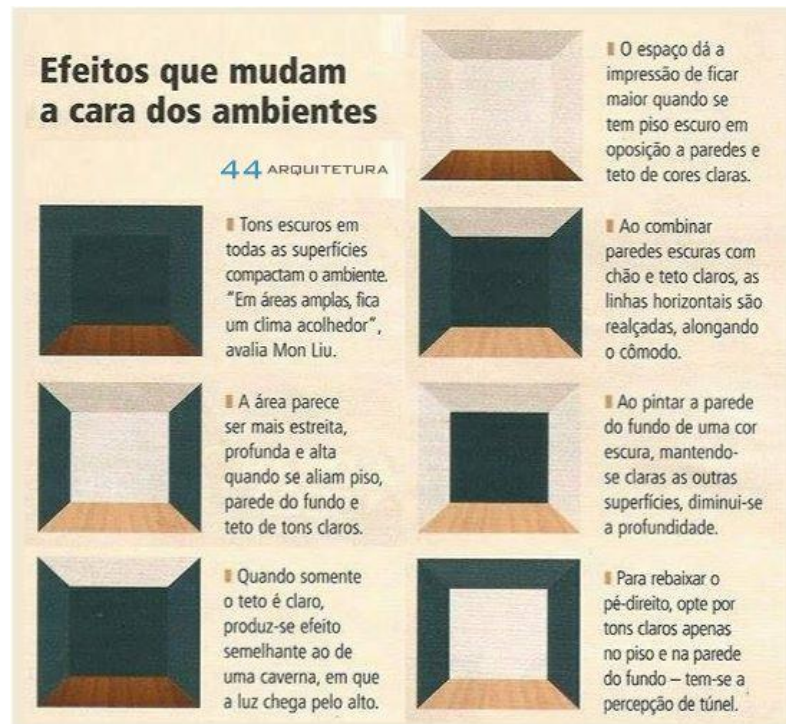 Efeitos que mudam
a cara dos ambientes
44 ARQUITETURA
Tons escuros em
todas as superfícies
compactam o ambiente.
“Em áreas amplas, fica
um clima acolhedor”,
avalia Mon Liu.
A área parece
ser mais estreita,
profunda e alta
quando se aliam piso,
parede do fundo e
teto de tons claros.
Quando somente
o teto é claro,
produz-se efeito
semelhante ao de
uma caverna, em que
a luz chega pelo alto.
O espaço dá a
impressão de ficar
maior quando se
tem piso escuro em
oposição a paredes e
teto de cores claras.
Ao combinar
paredes escuras com
chão e teto claros, as
linhas horizontais são
realçadas, alongando
o cômodo.
Ao pintar a parede
do fundo de uma cor
escura, mantendo-
se claras as outras
superfícies, diminui-se
a profundidade.
Para rebaixar o
pé-direito, opte por
tons claros apenas
no piso e na parede
do fundo – tem-se a
percepção de túnel.